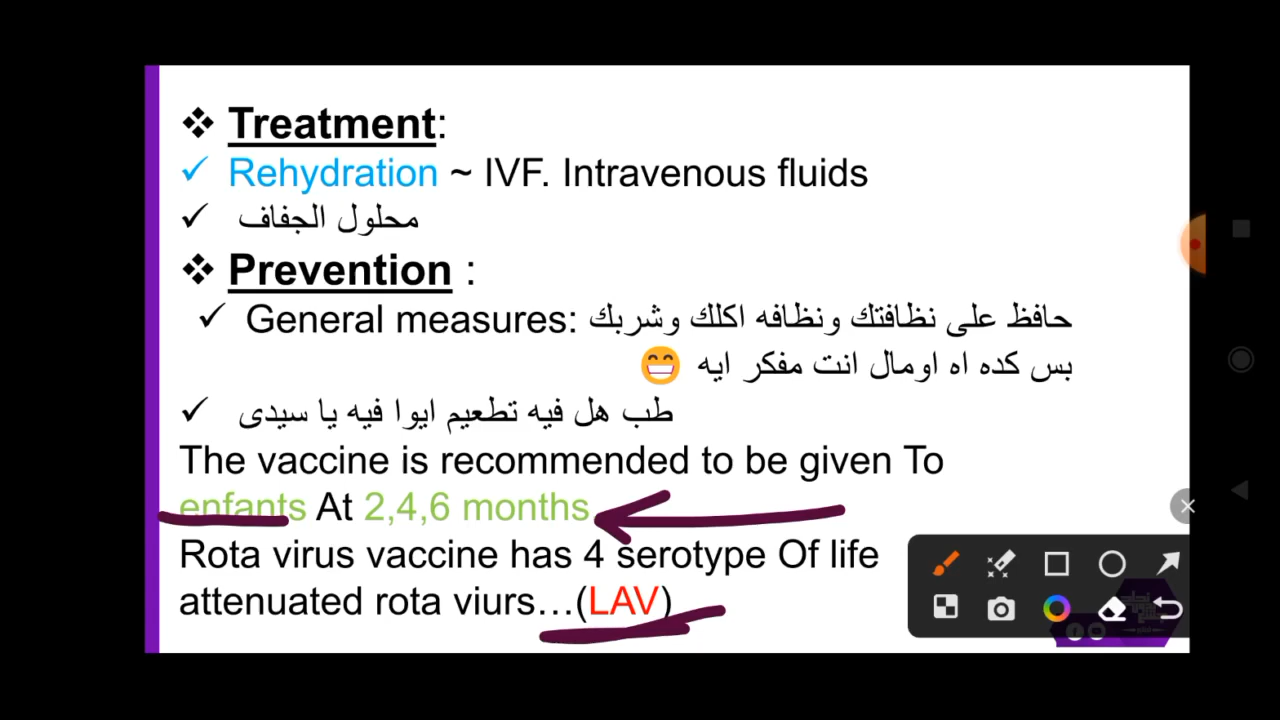 ❖ Treatment:
✓ Rehydration ~ IVF. Intravenous fluids
✓ محلول الجفاف
❖ Prevention :
✓ General measures: حافظ على نظافتك ونظافه اكلك وشربك
بس كده اه اومال انت مفكر ايه 😁
✓ طب هل فيه تطعيم ايوا فيه يا سيدى
The vaccine is recommended to be given To
enfants At 2,4,6 months
Rota virus vaccine has 4 serotype Of life
attenuated rota viurs…(LAV)